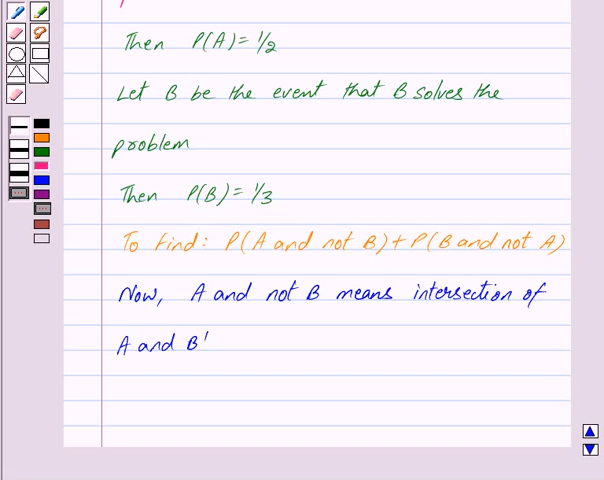 Then P(A) = 1/2
Let B be the event that B solves the
problem
Then P(B) = 1/3
To Find: P(A and not B) + P(B and not A)
Now, A and not B means intersection of
A and B'